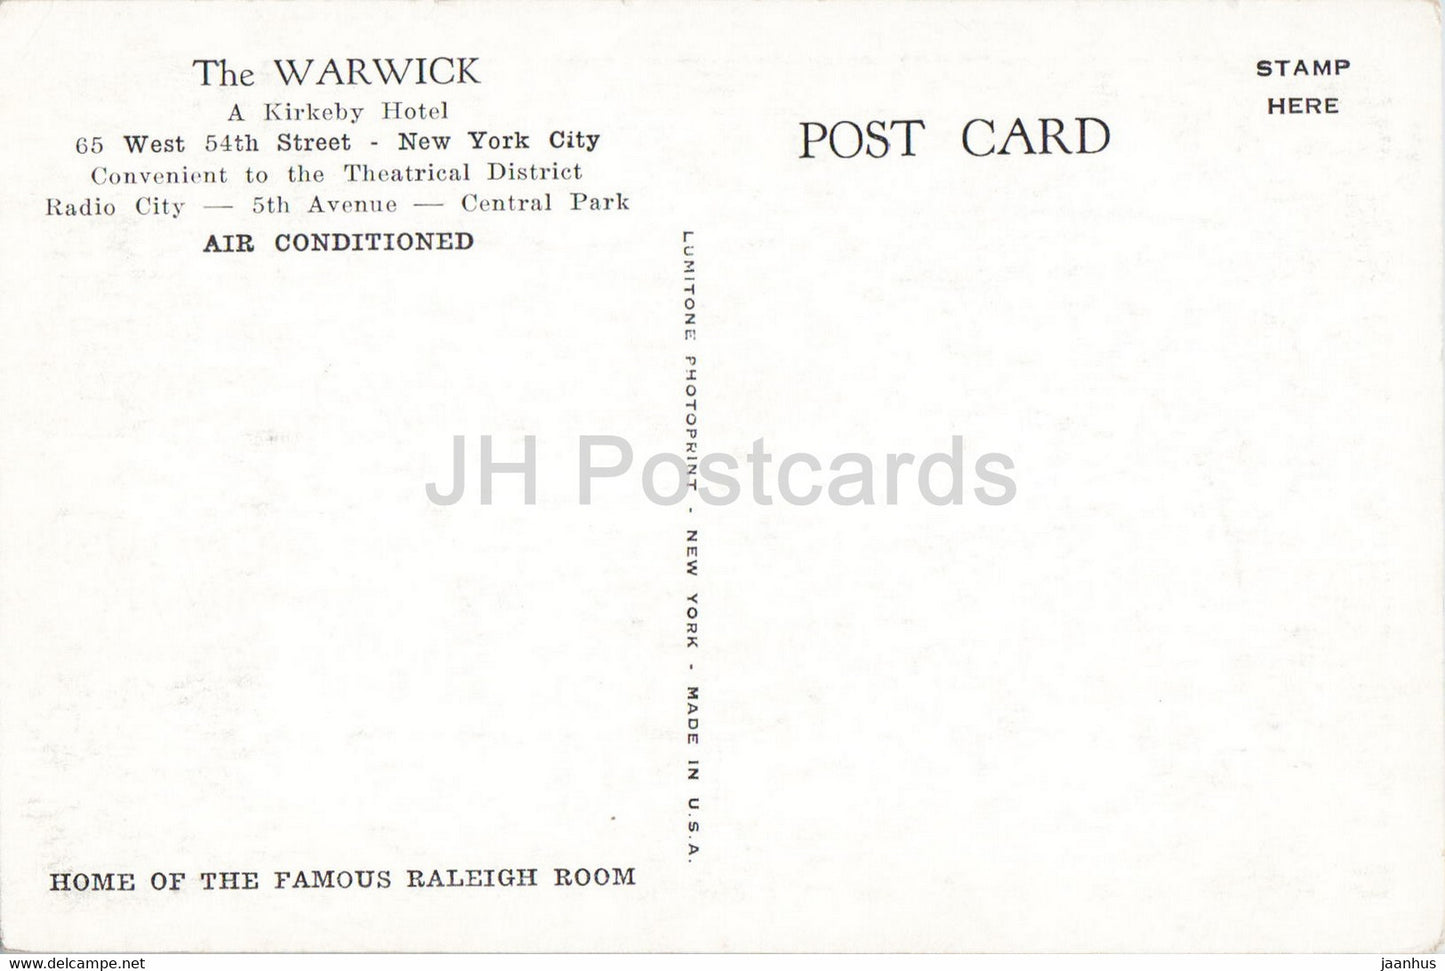 The WARWICK
A Kirkeby Hotel
65 West 54th Street - New York City
Convenient to the Theatrical District
Radio City — 5th Avenue — Central Park
AIR CONDITIONED
HOME OF THE FAMOUS RALEIGH ROOM
LUMITONE PHOTOPRINT - NEW YORK - MADE IN U.S.A.
POST CARD
STAMP
HERE
JH Postcards
www.delcampe.net
jaanhus